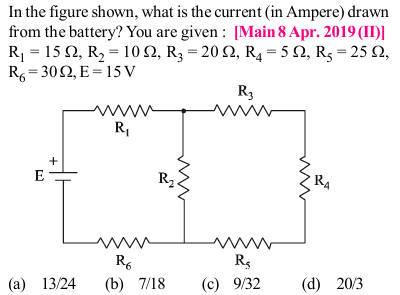 In the figure shown, what is the current (in Ampere) drawn
from the battery? You are given : [Main 8 Apr. 2019 (II)]
R₁ = 15 Ω, R₂ = 10 Ω, R₃ = 20 Ω, R₄ = 5 Ω, R₅ = 25 Ω,
R₆ = 30 Ω, E = 15 V
R₃
R₁
+
E
R₂
R₄
R₆
R₅
(a) 13/24 (b) 7/18 (c) 9/32 (d) 20/3